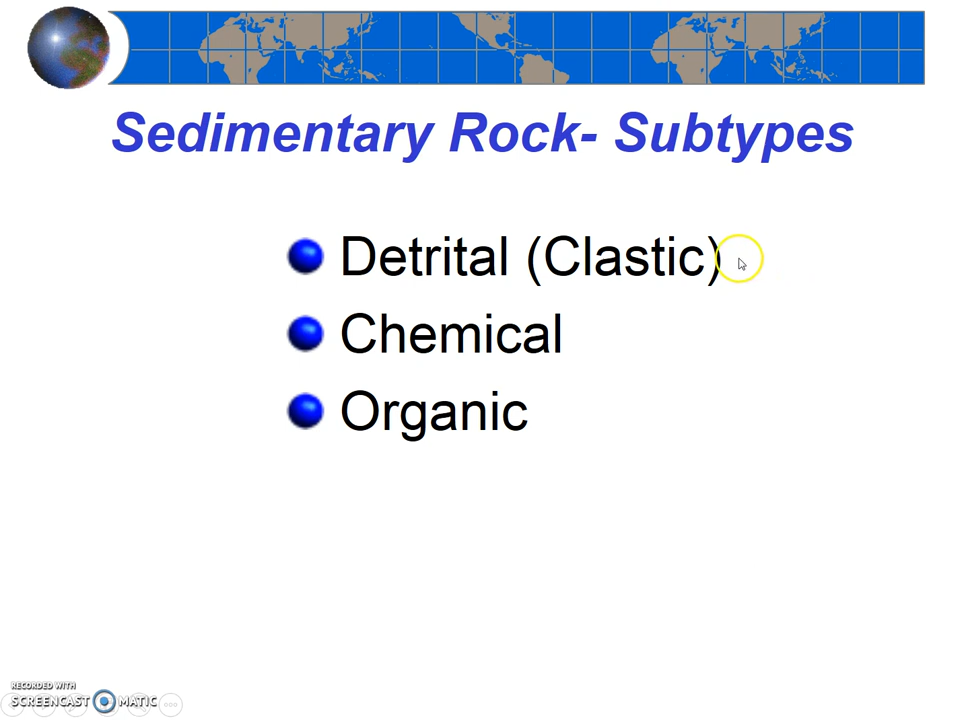 Sedimentary Rock- Subtypes
Detrital (Clastic)
Chemical
Organic
RECORDED WITH
SCREENCAST MATIC